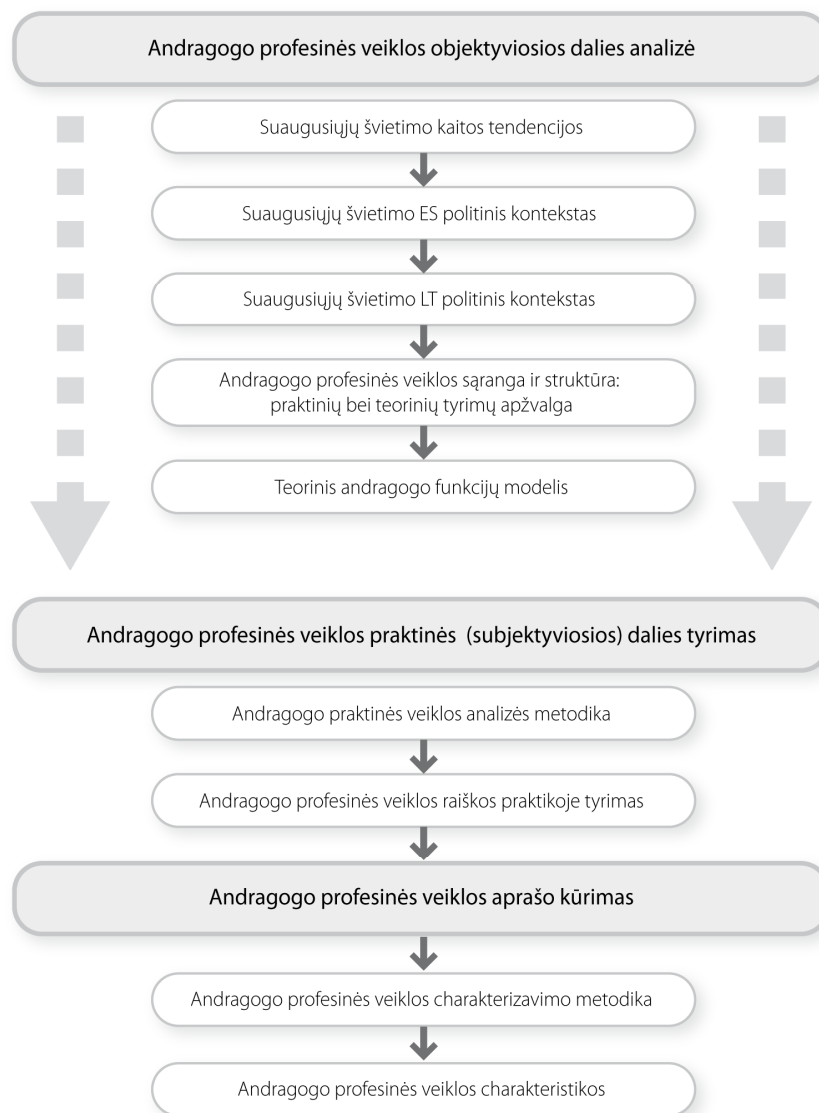 Andragogo profesinės veiklos objektyviosios dalies analizė
Suaugusiųjų švietimo kaitos tendencijos
Suaugusiųjų švietimo ES politinis kontekstas
Suaugusiųjų švietimo LT politinis kontekstas
Andragogo profesinės veiklos sąranga ir struktūra:
praktinių bei teorinių tyrimų apžvalga
Teorinis andragogo funkcijų modelis
Andragogo profesinės veiklos praktinės (subjektyviosios) dalies tyrimas
Andragogo praktinės veiklos analizės metodika
Andragogo profesinės veiklos raiškos praktikoje tyrimas
Andragogo profesinės veiklos aprašo kūrimas
Andragogo profesinės veiklos charakterizavimo metodika
Andragogo profesinės veiklos charakteristikos